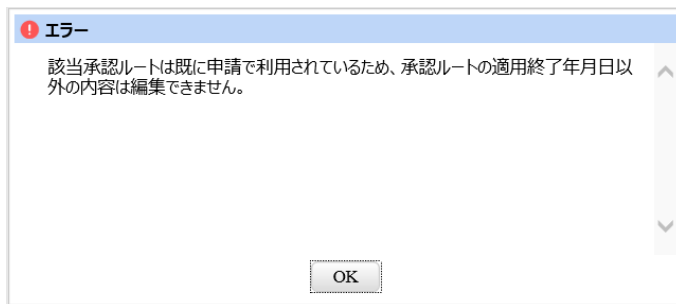 エラー
該当承認ルートは既に申請で利用されているため、承認ルートの適用終了年月日以
外の内容は編集できません。
OK